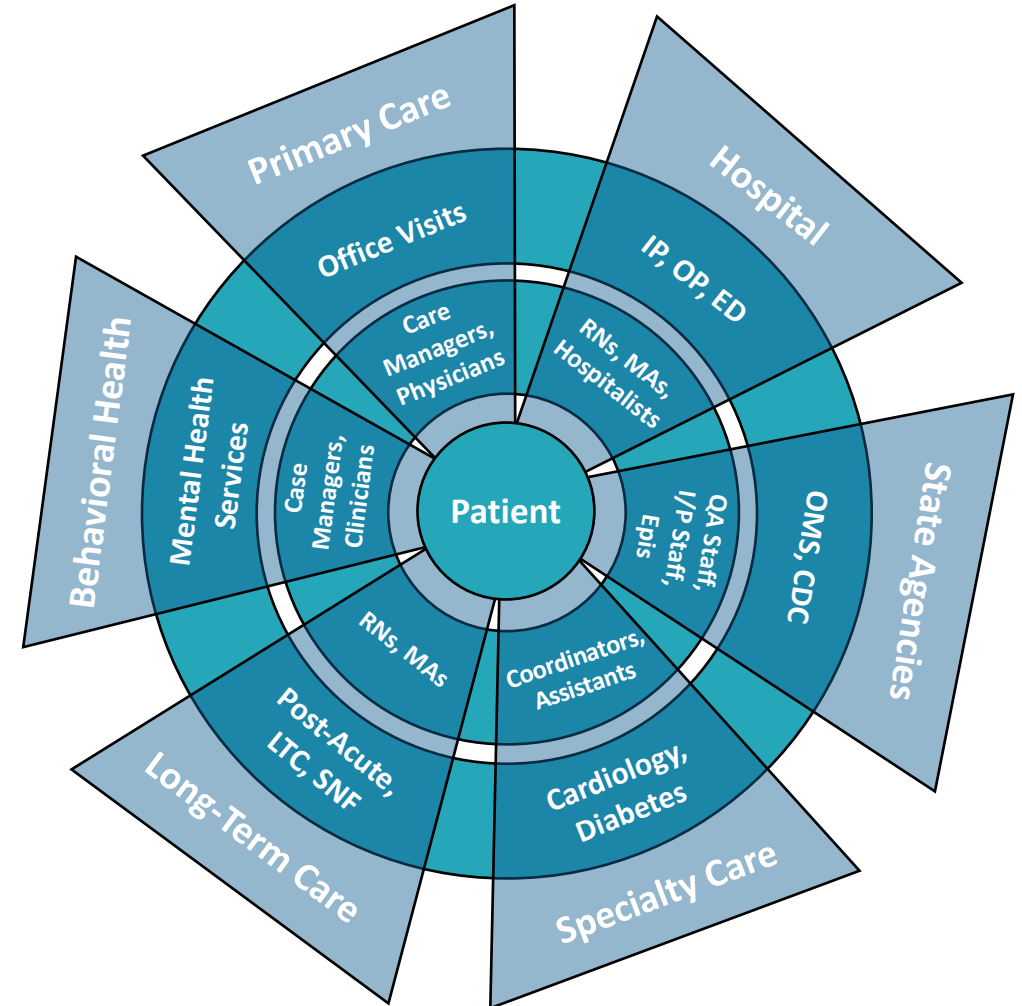 Primary Care
Office Visits
Care
Managers,
Physicians
Hospital
IP, OP, ED
RNs, MAs,
Hospitalists
State Agencies
OMS, CDC
QA Staff,
I/P Staff,
Epis
Specialty Care
Cardiology,
Diabetes
Coordinators,
Assistants
Long-Term Care
Post-Acute,
LTC, SNF
RNs, MAs
Behavioral Health
Mental Health
Services
Case
Managers,
Clinicians
Patient